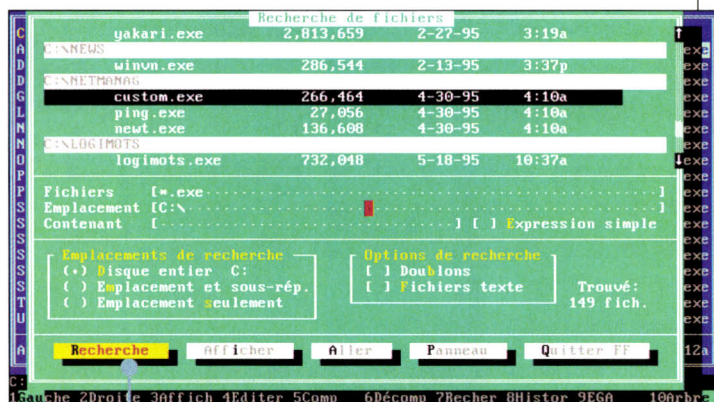 Recherche de fichiers
yakari.exe 2,813,659 2-27-95 3:19a
C:\NEWS
winvn.exe 286,544 2-13-95 3:37p
C:\NETMANAG
custom.exe 266,464 4-30-95 4:10a
ping.exe 27,056 4-30-95 4:10a
newt.exe 136,608 4-30-95 4:10a
C:\LOGIMOTS
logimots.exe 732,048 5-18-95 10:37a
Fichiers [*.exe]
Emplacement [C:\]
Contenant [ ] [ ] Expression simple
Emplacements de recherche Options de recherche
(•) Disque entier C: [ ] Doublons
( ) Emplacement et sous-rép. [ ] Fichiers texte Trouvé:
( ) Emplacement seulement 149 fich.
Recherche Afficher Aller Panneau Quitter FF
C:
1Gauche 2Droite 3Affich 4Editer 5Comp 6Décomp 7Recher 8Histor 9EGA 10Arbre